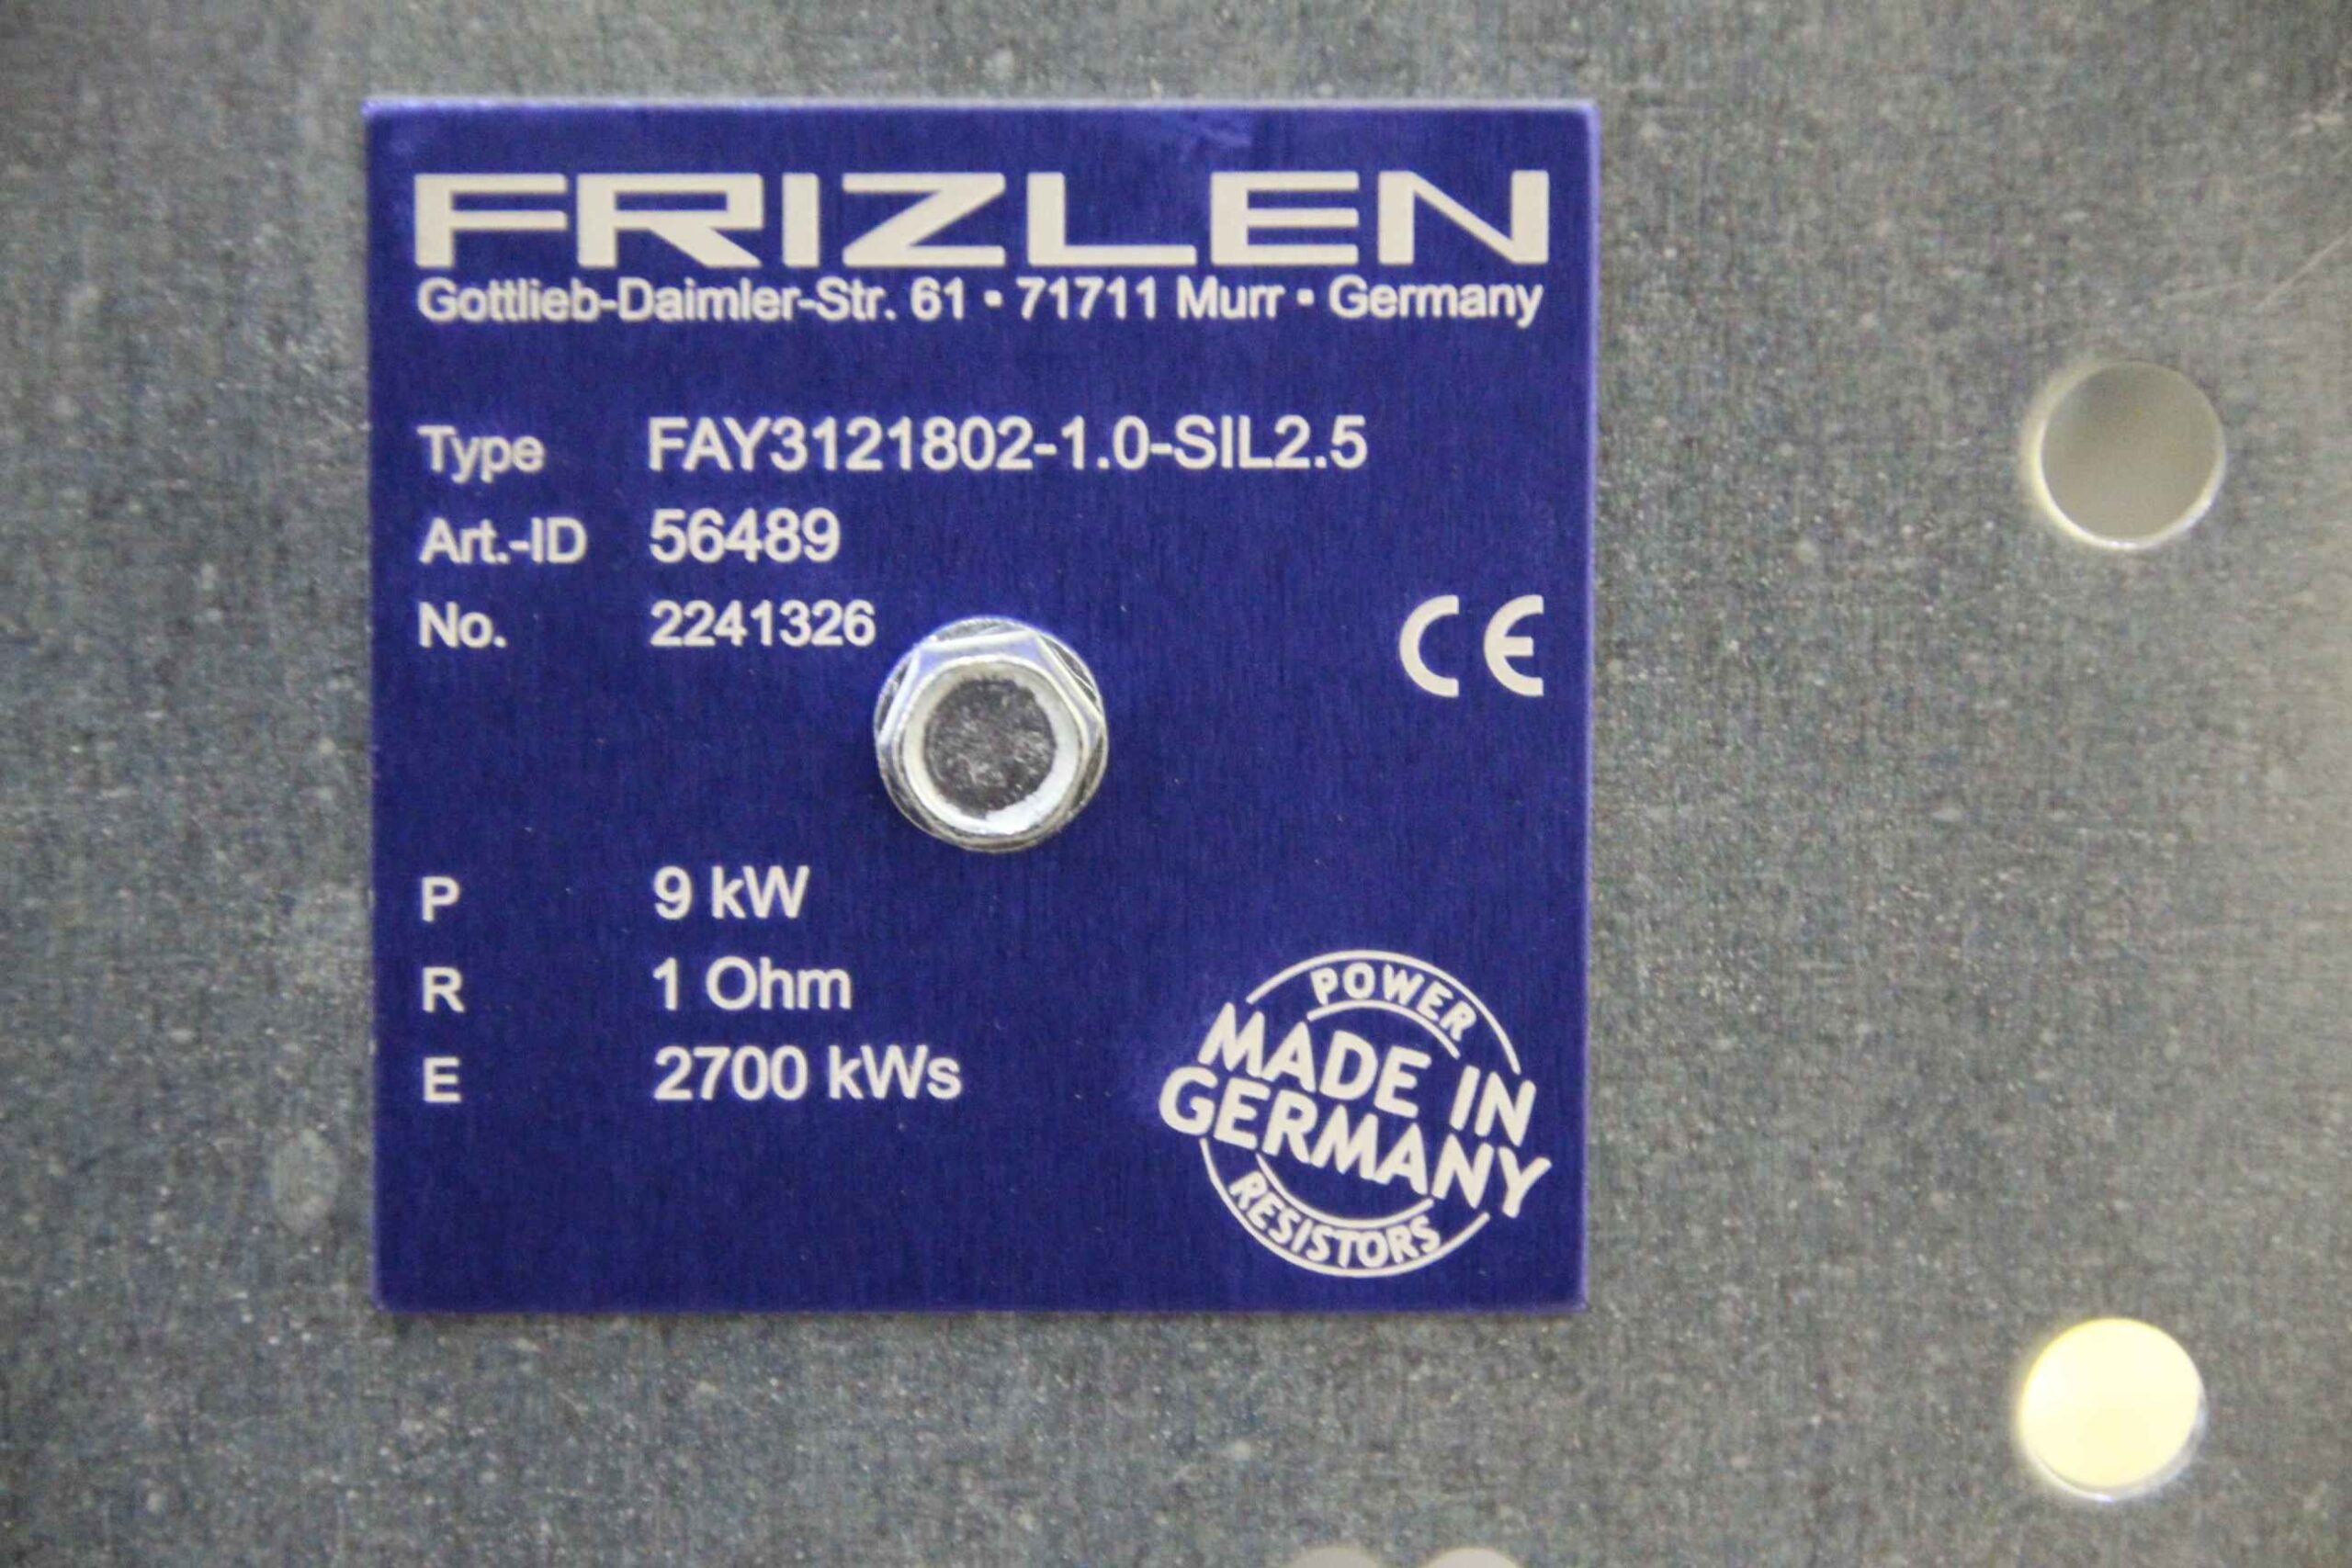 FRIZLEN
Gottlieb-Daimler-Str. 61 ▪ 71711 Murr ▪ Germany
Type FAY3121802-1.0-SIL2.5
Art.-ID 56489
No. 2241326
CE
P 9 kW
R 1 Ohm
E 2700 kWs
POWER
MADE IN
GERMANY
RESISTORS